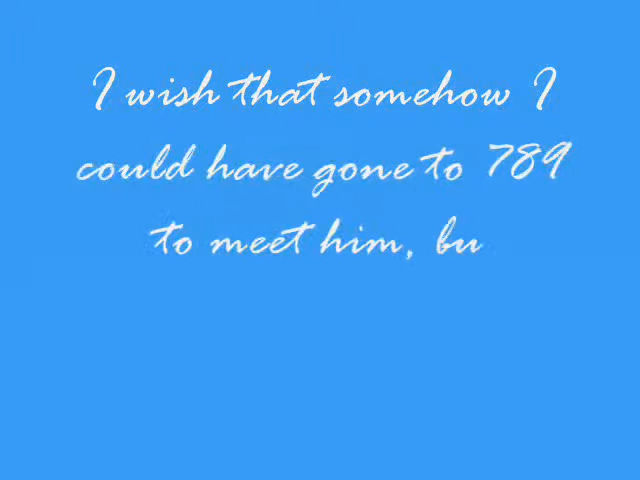 I wish that somehow I
could have gone to 789
to meet him, bu